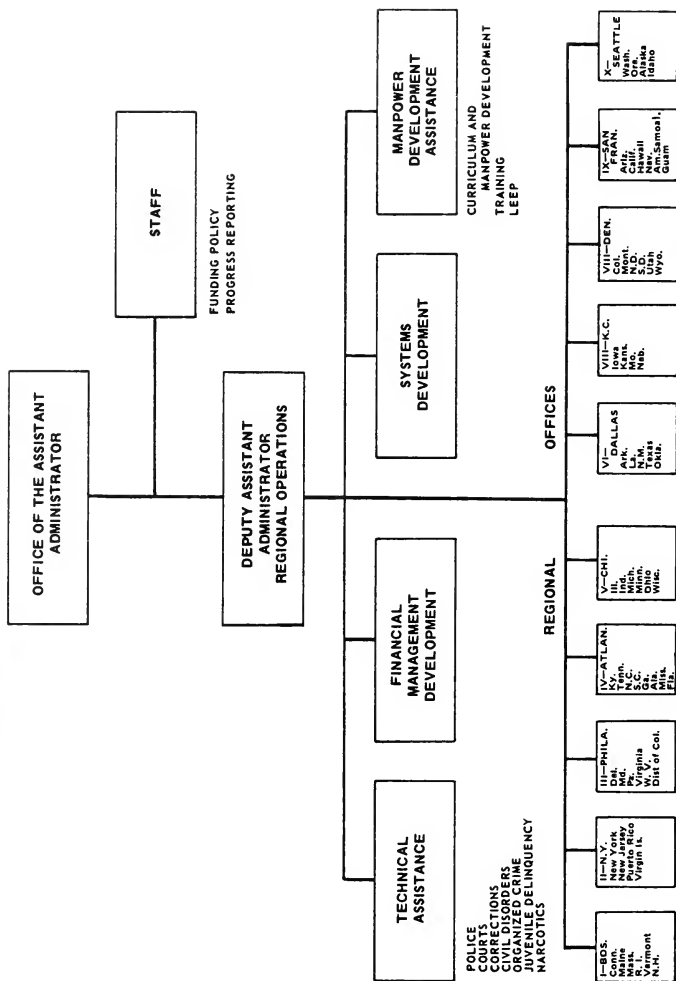 OFFICE OF THE ASSISTANT
ADMINISTRATOR
STAFF
FUNDING POLICY
PROGRESS REPORTING
DEPUTY ASSISTANT
ADMINISTRATOR
REGIONAL OPERATIONS
TECHNICAL
ASSISTANCE
POLICE
COURTS
CORRECTIONS
CIVIL DISORDERS
ORGANIZED CRIME
JUVENILE DELINQUENCY
NARCOTICS
FINANCIAL
MANAGEMENT
DEVELOPMENT
SYSTEMS
DEVELOPMENT
MANPOWER
DEVELOPMENT
ASSISTANCE
CURRICULUM AND
MANPOWER DEVELOPMENT
TRAINING
LEEP
REGIONAL OFFICES
I—BOS.
Conn.
Maine
Mass.
R. I.
Vermont
N.H.
II—N.Y.
New York
New Jersey
Puerto Rico
Virgin Is.
III—PHILA.
Del.
Md.
Pa.
Virginia
W. V.
Dist of Col.
IV—ATLAN.
Ky.
Tenn.
N.C.
S.C.
Ga.
Ala.
Miss.
Fla.
V—CHI.
Ill.
Ind.
Mich.
Minn.
Ohio
Wisc.
VI—
DALLAS
Ark.
La.
N.M.
Texas
Okla.
VIII—K.C.
Iowa
Kans.
Mo.
Neb.
VIII—DEN.
Col.
Mont.
N.D.
S.D.
Utah
Wyo.
IX—SAN
FRAN.
Ariz.
Calif.
Hawaii
Nev.
Am.Samoal.
Guam
X—
SEATTLE
Wash.
Ore.
Alaska
Idaho